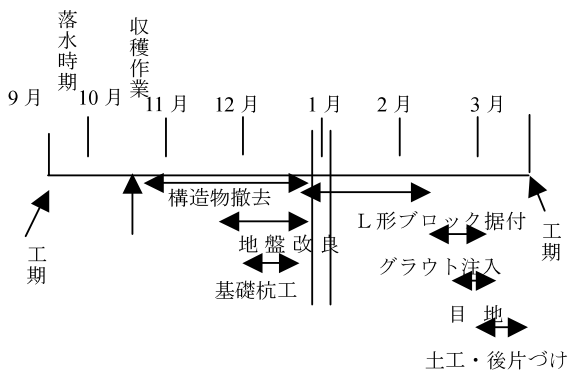 落水時期
収穫作業
9月
10月
11月
12月
1月
2月
3月
構造物撤去
L形ブロック据付
地盤改良
グラウト注入
基礎杭工
目地
土工・後片づけ
工期
工期